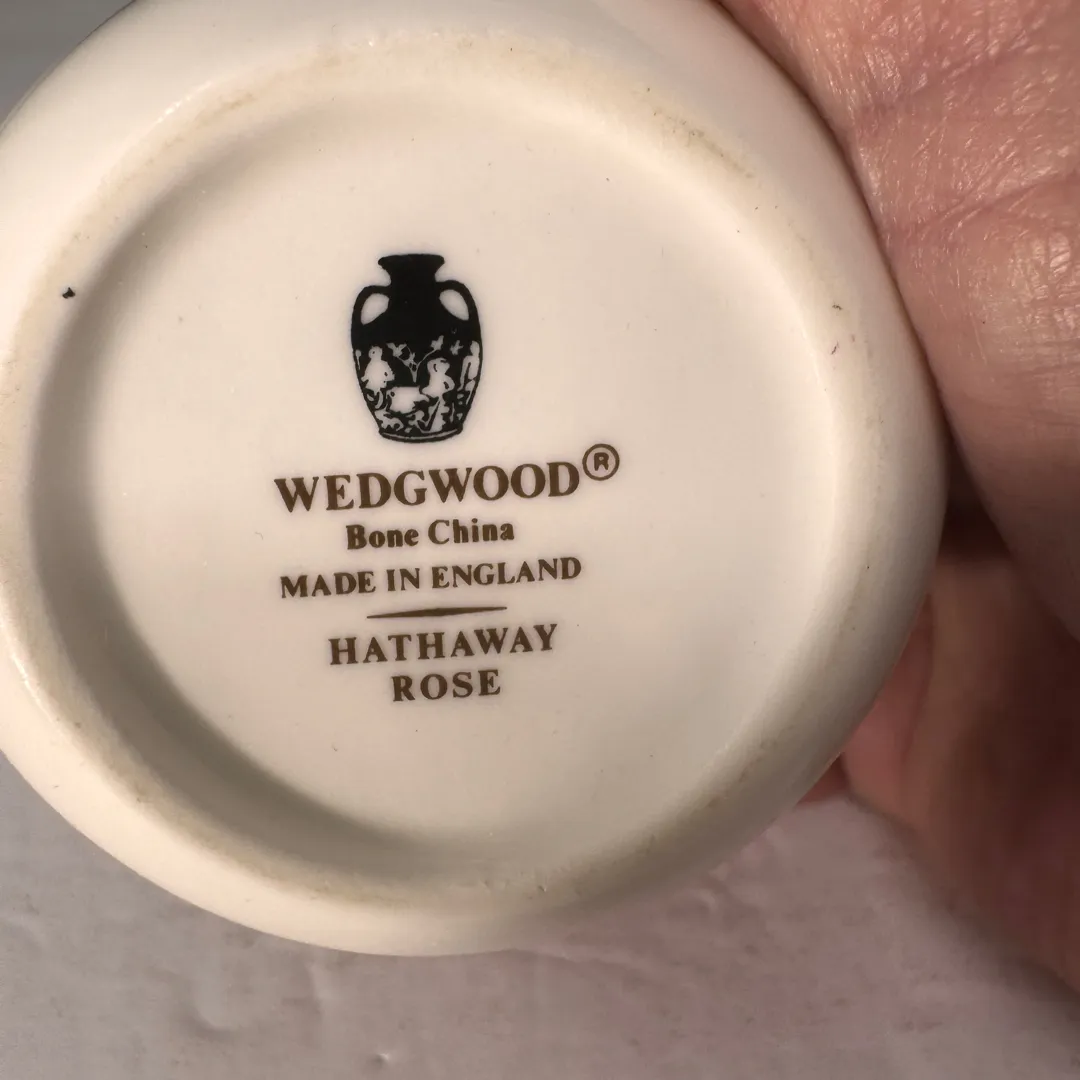 WEDGWOOD®
Bone China
MADE IN ENGLAND
HATHAWAY
ROSE